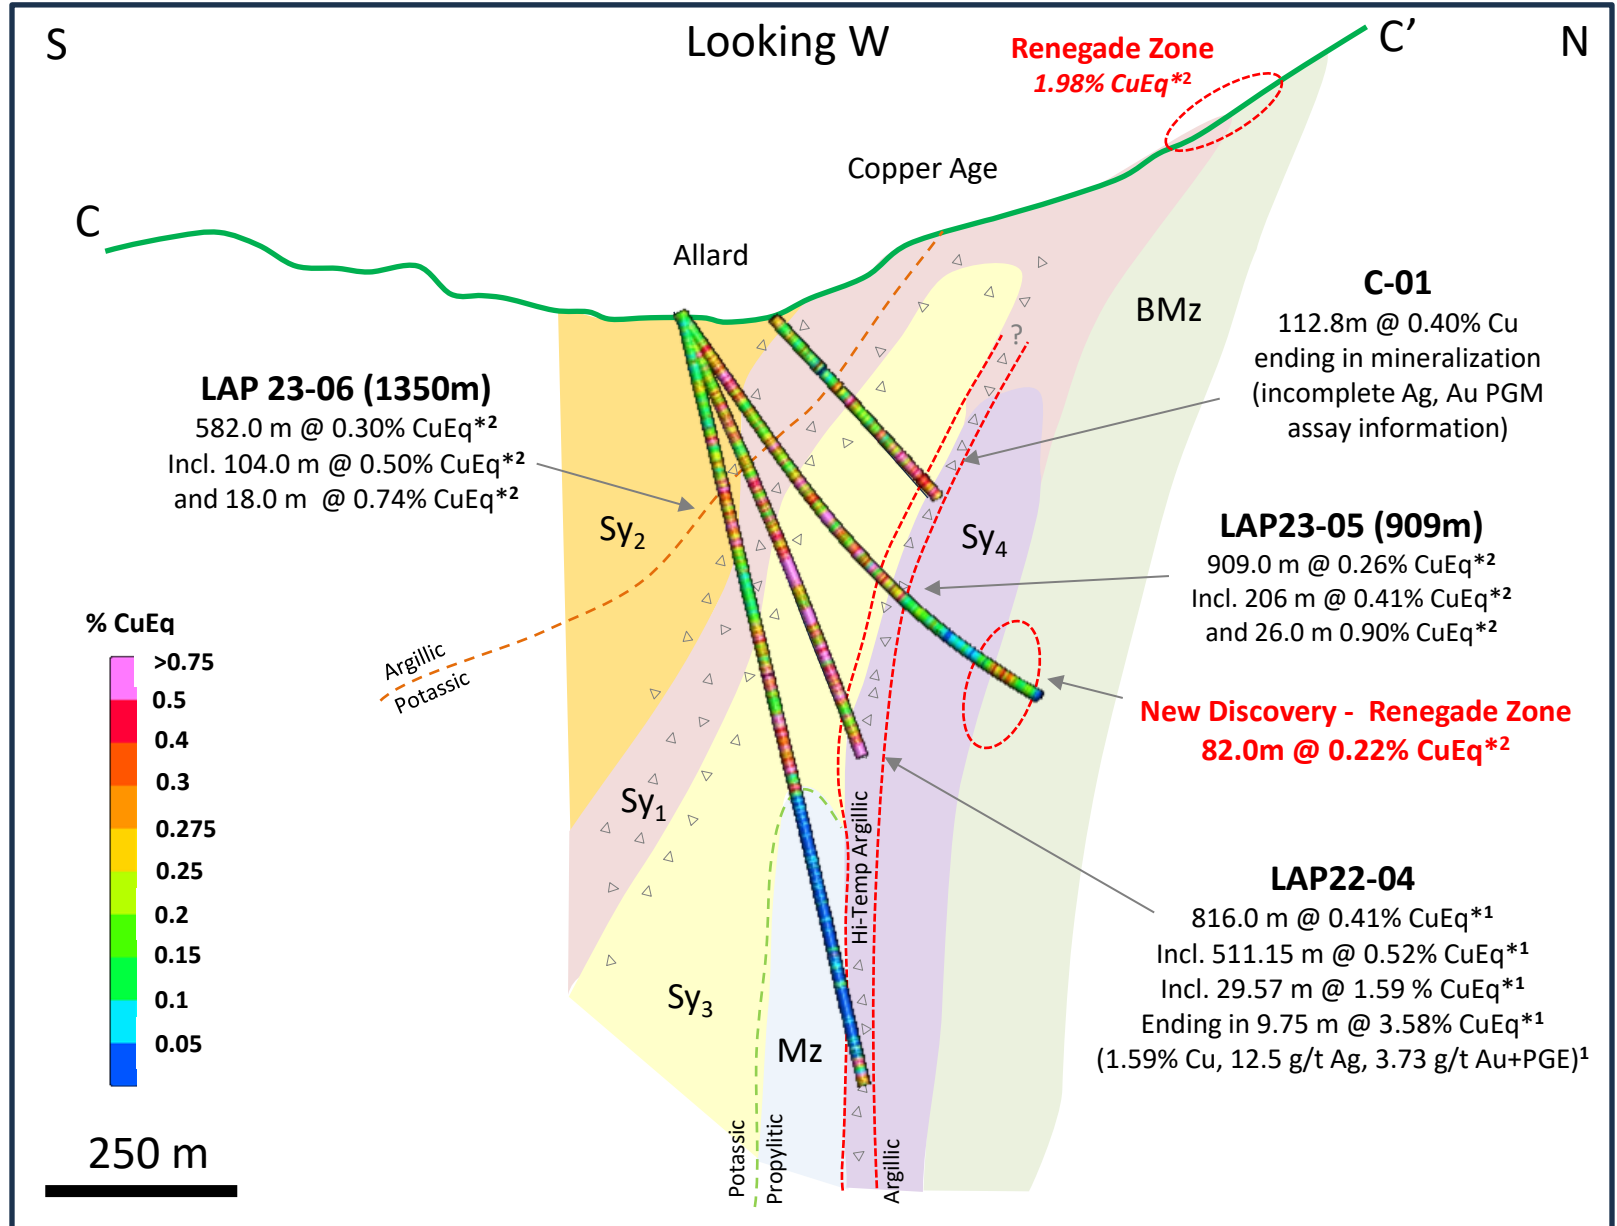 S
Looking W
C’
N
Renegade Zone
1.98% CuEq*²
Copper Age
C
Allard
C-01
112.8m @ 0.40% Cu
ending in mineralization
(incomplete Ag, Au PGM
assay information)
BMz
?
LAP 23-06 (1350m)
582.0 m @ 0.30% CuEq*²
Incl. 104.0 m @ 0.50% CuEq*²
and 18.0 m @ 0.74% CuEq*²
Sy₂
Sy₄
LAP23-05 (909m)
909.0 m @ 0.26% CuEq*²
Incl. 206 m @ 0.41% CuEq*²
and 26.0 m 0.90% CuEq*²
% CuEq
>0.75
0.5
0.4
0.3
0.275
0.25
0.2
0.15
0.1
0.05
Argillic
Potassic
New Discovery - Renegade Zone
82.0m @ 0.22% CuEq*²
Sy₁
Hi-Temp Argillic
LAP22-04
816.0 m @ 0.41% CuEq*¹
Incl. 511.15 m @ 0.52% CuEq*¹
Incl. 29.57 m @ 1.59 % CuEq*¹
Ending in 9.75 m @ 3.58% CuEq*¹
(1.59% Cu, 12.5 g/t Ag, 3.73 g/t Au+PGE)¹
Sy₃
Mz
Potassic
Propylitic
Argillic
250 m